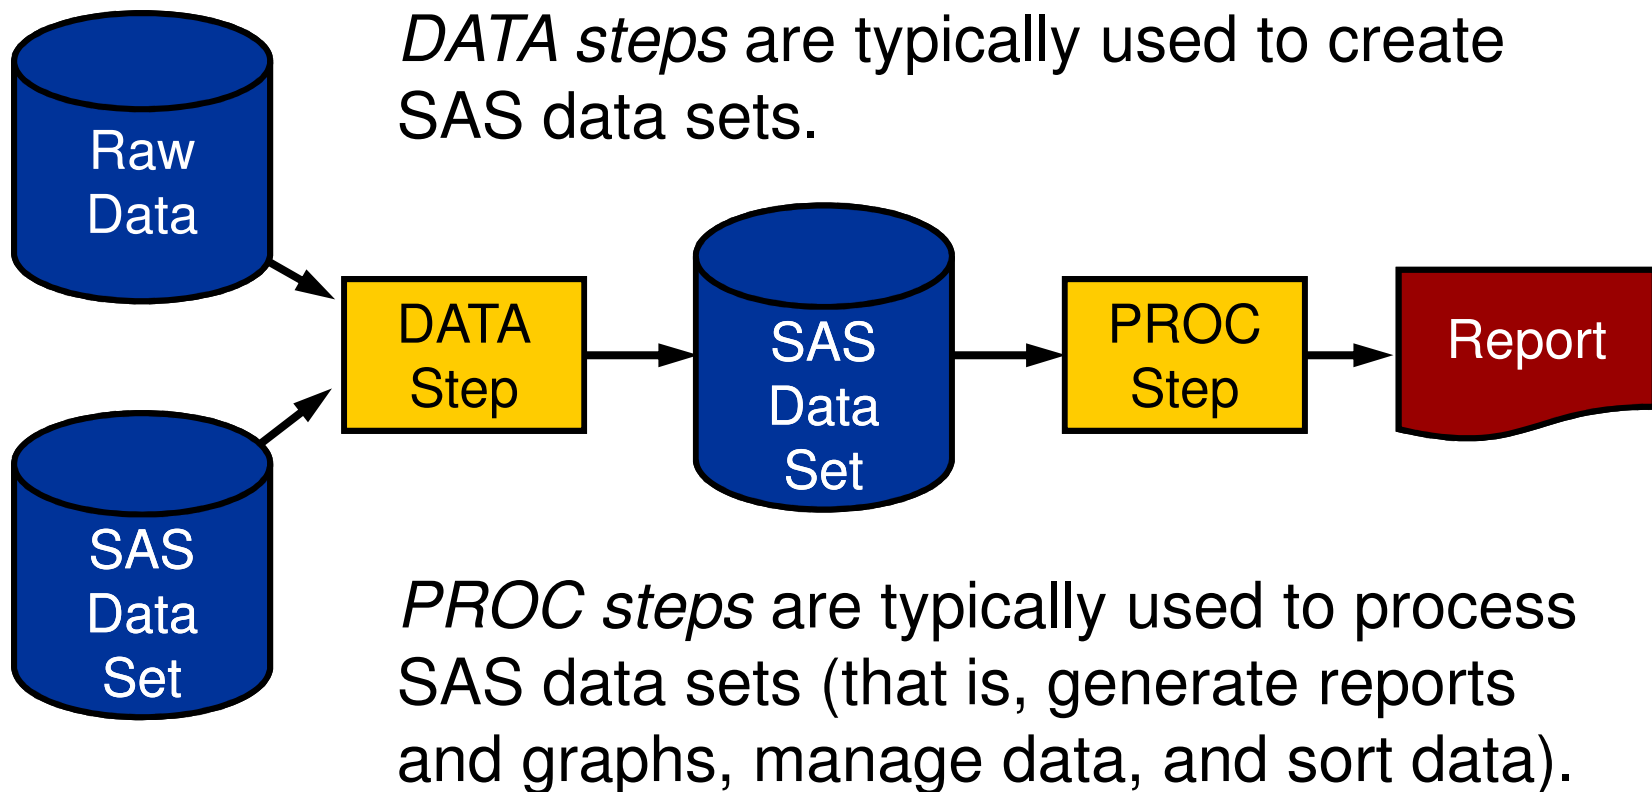 DATA steps are typically used to create
SAS data sets.
Raw
Data
DATA
Step
SAS
Data
Set
PROC
Step
Report
SAS
Data
Set
PROC steps are typically used to process
SAS data sets (that is, generate reports
and graphs, manage data, and sort data).